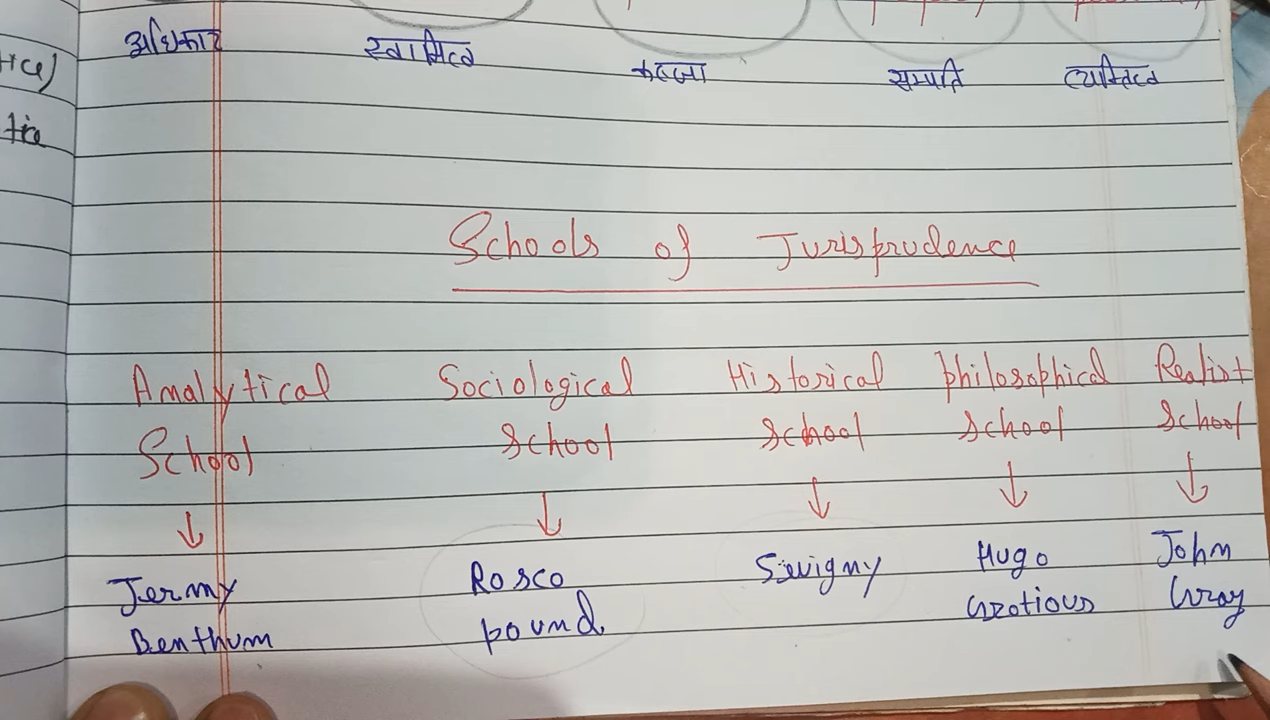 अधिकार स्वामित्व कब्जा सम्पति व्यक्तित्व
Schools of Jurisprudence
Analytical Sociological Historical Philosophical Realist
School School School School School
↓ ↓ ↓ ↓ ↓
Jermy Rosco Savigny Hugo John
Benthum pound Grotious Gray